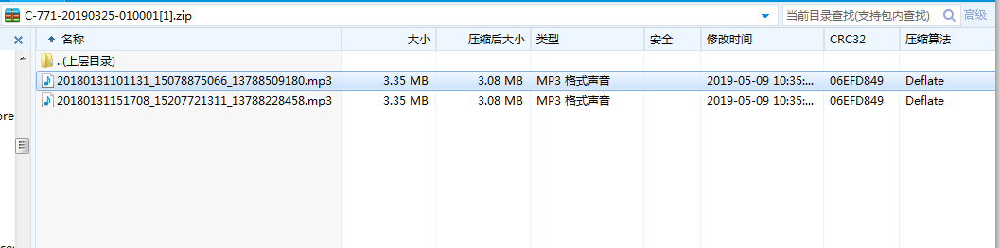 C-771-20190325-010001[1].zip 当前目录查找(支持包内查找) 高级
名称 大小 压缩后大小 类型 安全 修改时间 CRC32 压缩算法
..(上层目录)
20180131101131_15078875066_13788509180.mp3 3.35 MB 3.08 MB MP3 格式声音 2019-05-09 10:35:... 06EFD849 Deflate
20180131151708_15207721311_13788228458.mp3 3.35 MB 3.08 MB MP3 格式声音 2019-05-09 10:35:... 06EFD849 Deflate
ore